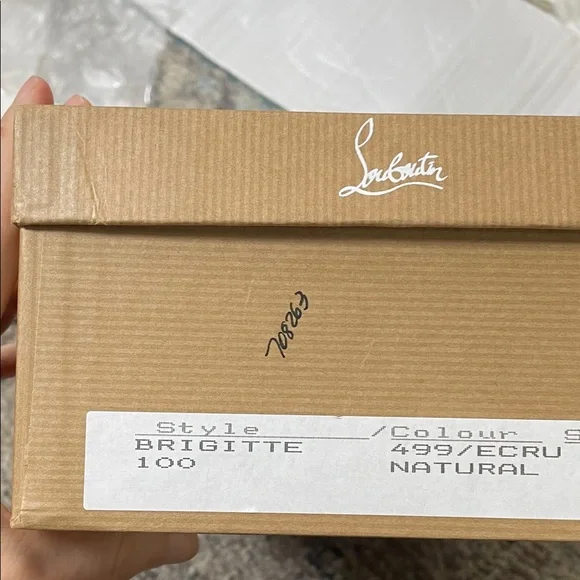 Louboutin
708263
Style /Colour S
BRIGITTE 499/ECRU
100 NATURAL